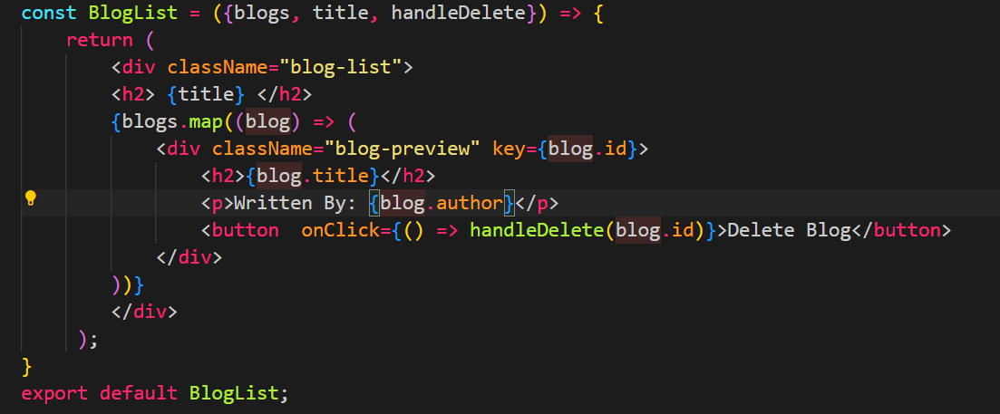 const BlogList = ({blogs, title, handleDelete}) => {
    return (
        <div className="blog-list">
        <h2> {title} </h2>
        {blogs.map((blog) => (
            <div className="blog-preview" key={blog.id}>
                <h2>{blog.title}</h2>
                <p>Written By: {blog.author}</p>
                <button  onClick={() => handleDelete(blog.id)}>Delete Blog</button>
            </div>
        ))}
        </div>
     );
}
export default BlogList;